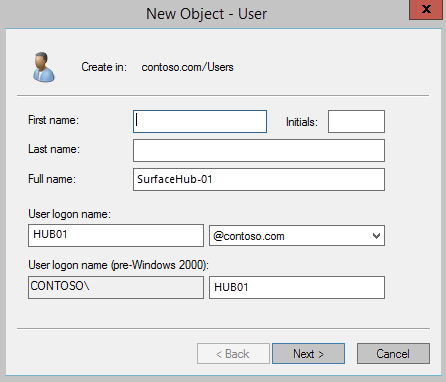 New Object - User
x
Create in: contoso.com/Users
First name: Initials:
Last name:
Full name: SurfaceHub-01
User logon name:
HUB01 @contoso.com
User logon name (pre-Windows 2000):
CONTOSO\ HUB01
< Back Next > Cancel